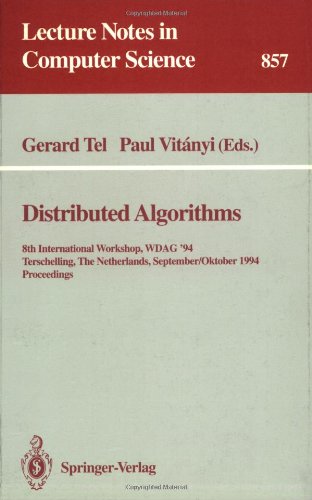 Lecture Notes in
Computer Science 857
Gerard Tel Paul Vitányi (Eds.)
Distributed Algorithms
8th International Workshop, WDAG '94
Terschelling, The Netherlands, September/Oktober 1994
Proceedings
Springer-Verlag